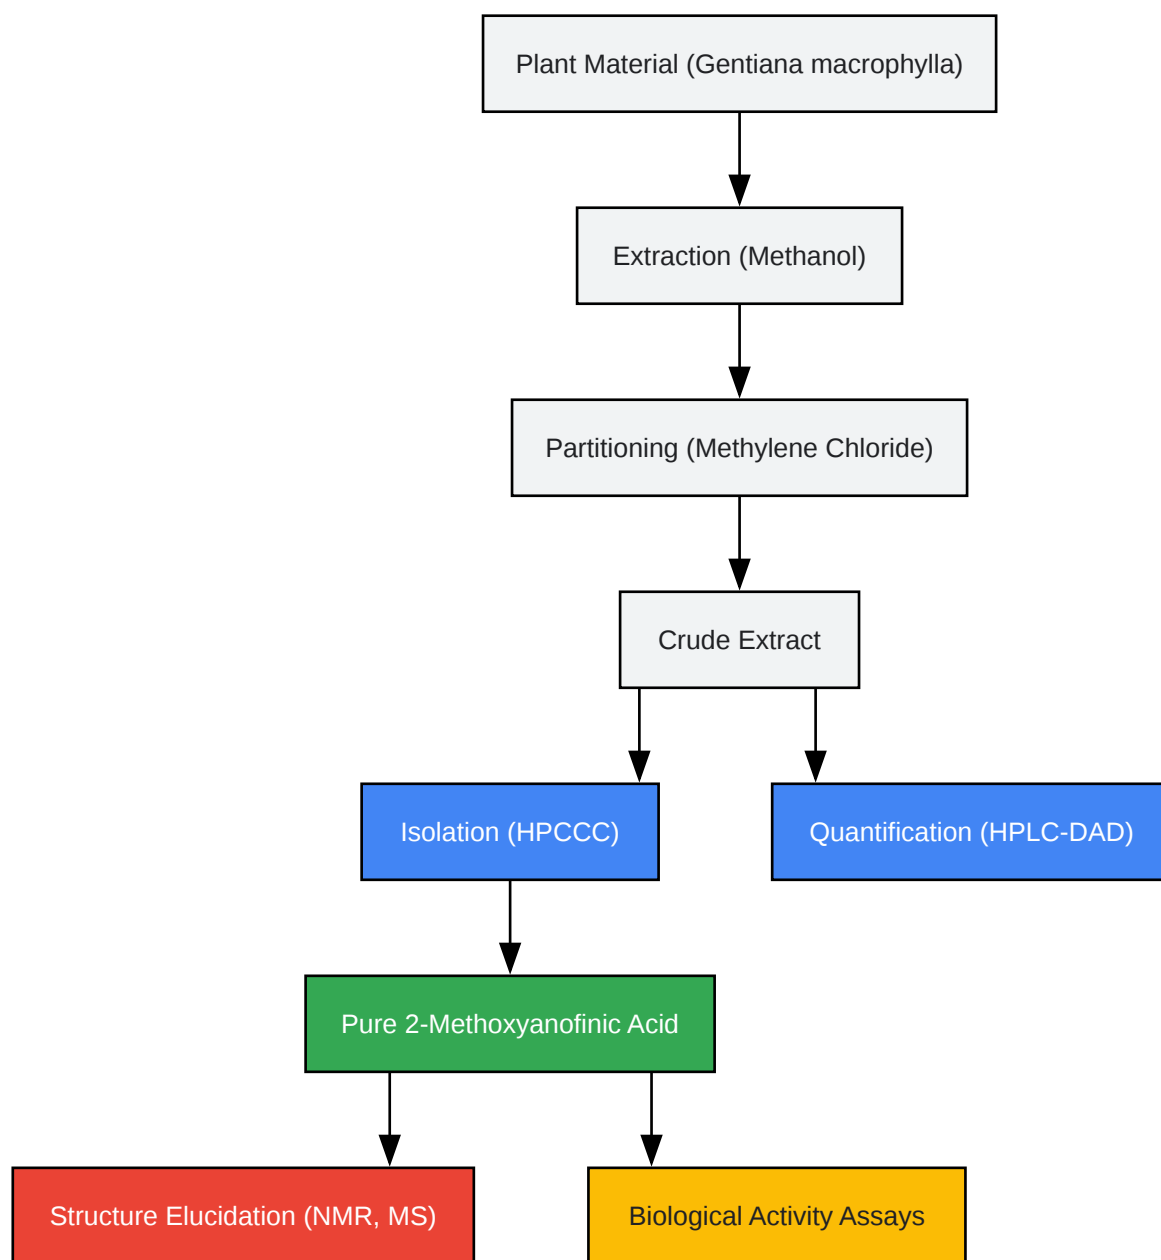 Plant Material (Gentiana macrophylla)
Extraction (Methanol)
Partitioning (Methylene Chloride)
Crude Extract
Isolation (HPCCC)
Quantification (HPLC-DAD)
Pure 2-Methoxyanofinic Acid
Structure Elucidation (NMR, MS)
Biological Activity Assays